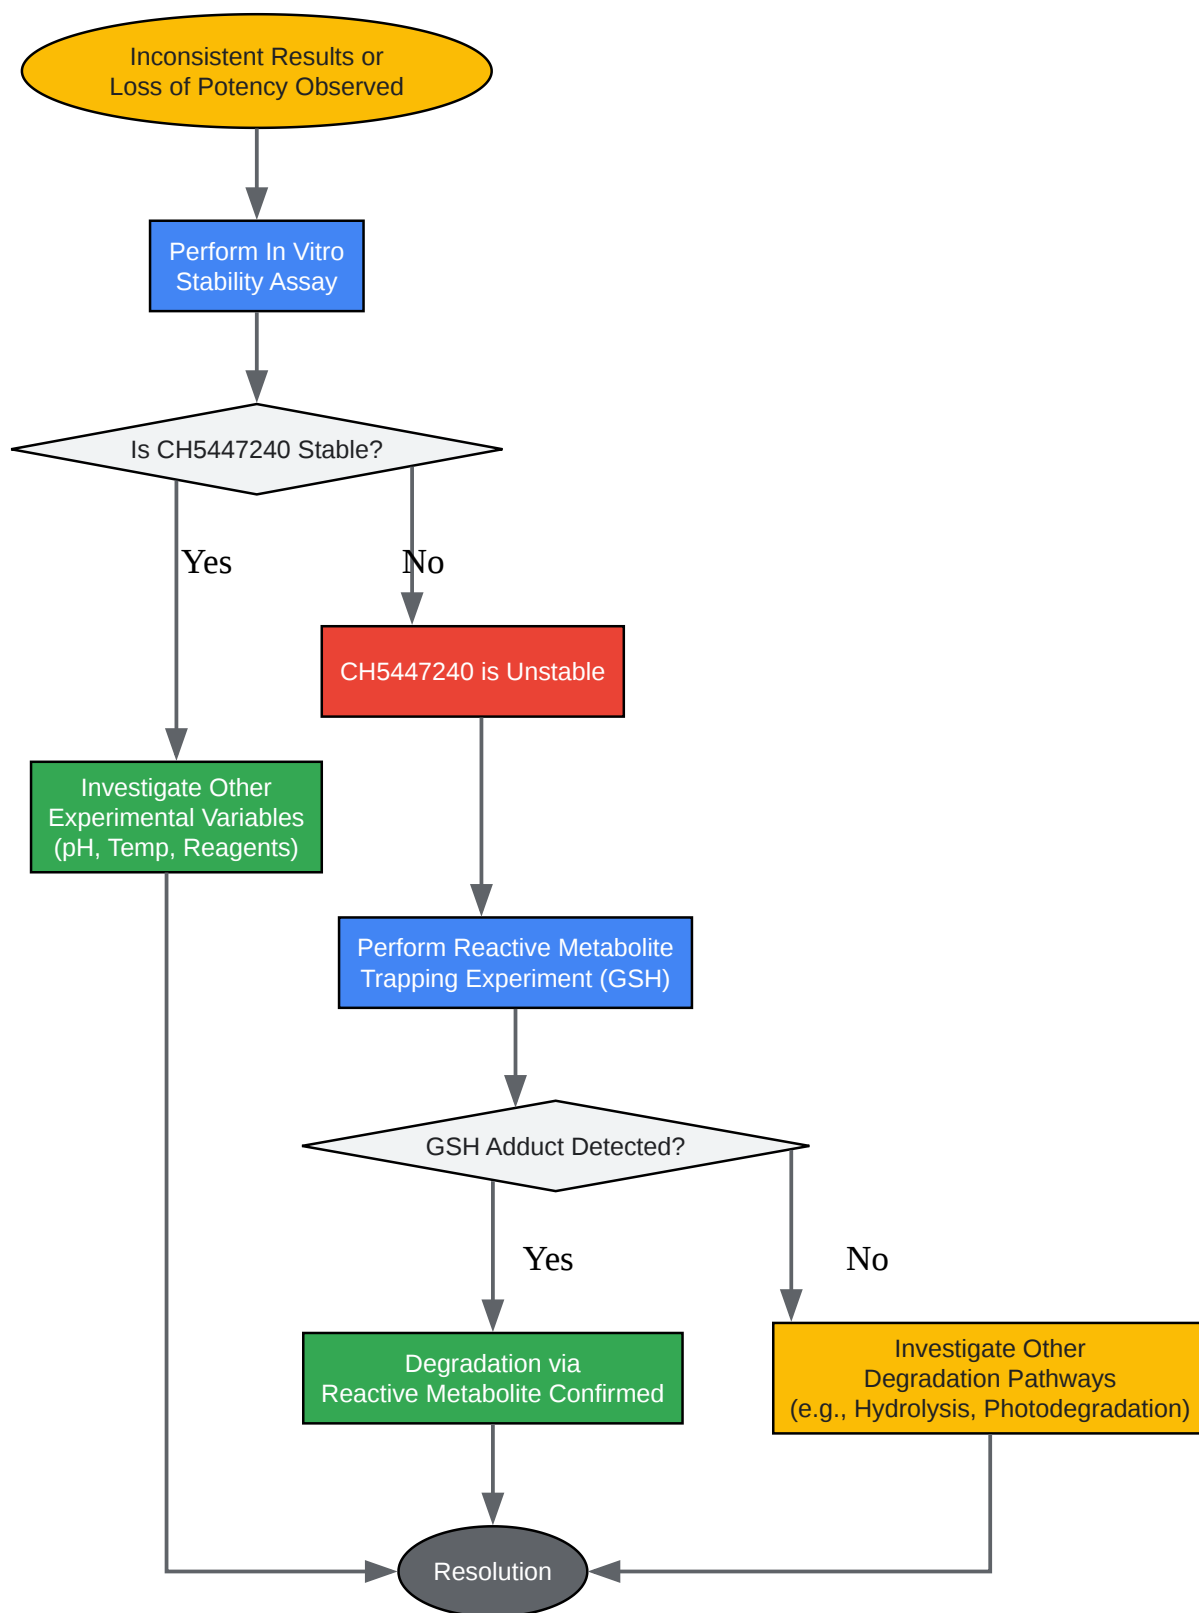 Inconsistent Results or
Loss of Potency Observed
Perform In Vitro
Stability Assay
Is CH5447240 Stable?
Yes
No
CH5447240 is Unstable
Investigate Other
Experimental Variables
(pH, Temp, Reagents)
Perform Reactive Metabolite
Trapping Experiment (GSH)
GSH Adduct Detected?
Yes
No
Degradation via
Reactive Metabolite Confirmed
Investigate Other
Degradation Pathways
(e.g., Hydrolysis, Photodegradation)
Resolution